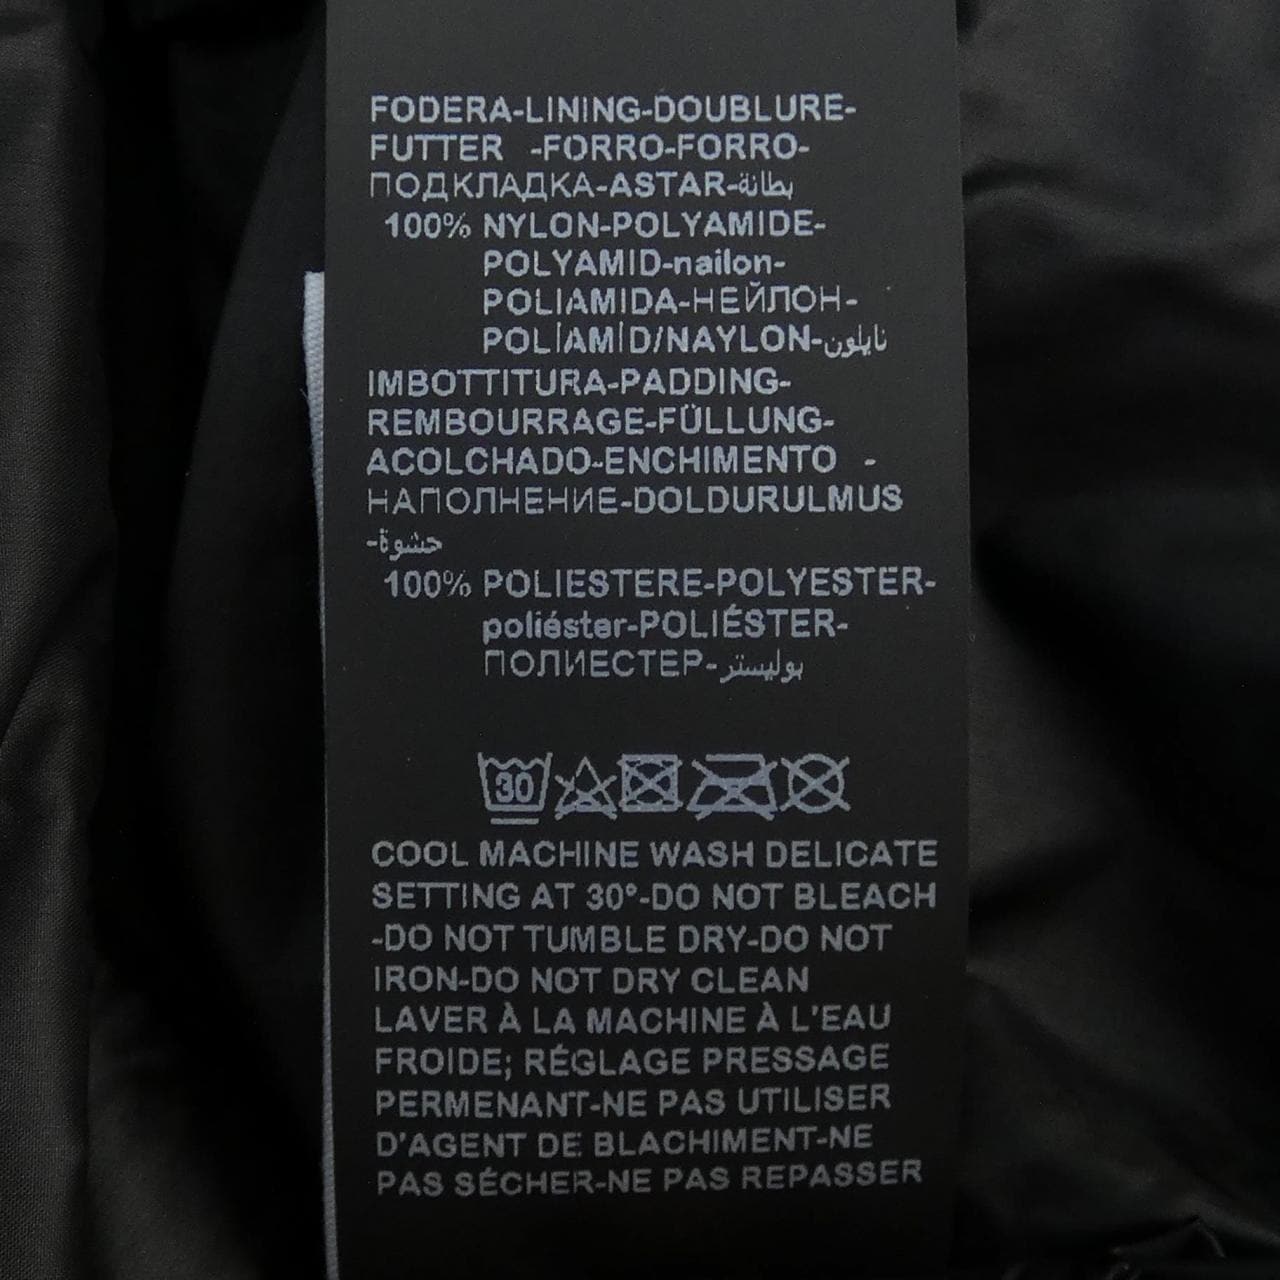 FODERA-LINING-DOUBLURE-
FUTTER -FORRO-FORRO-
ПОДКЛАДКА-ASTAR-بطانة
100% NYLON-POLYAMIDE-
POLYAMID-nailon-
POLIAMIDA-НЕЙЛОН-
POLİAMİD/NAYLON-نايلون
IMBOTTITURA-PADDING-
REMBOURRAGE-FÜLLUNG-
ACOLCHADO-ENCHIMENTO -
НАПОЛНЕНИЕ-DOLDURULMUS
-حشوة
100% POLIESTERE-POLYESTER-
poliéster-POLIÉSTER-
ПОЛИЕСТЕР-بوليستر
30
COOL MACHINE WASH DELICATE
SETTING AT 30°-DO NOT BLEACH
-DO NOT TUMBLE DRY-DO NOT
IRON-DO NOT DRY CLEAN
LAVER À LA MACHINE À L'EAU
FROIDE; RÉGLAGE PRESSAGE
PERMENANT-NE PAS UTILISER
D'AGENT DE BLACHIMENT-NE
PAS SÉCHER-NE PAS REPASSER